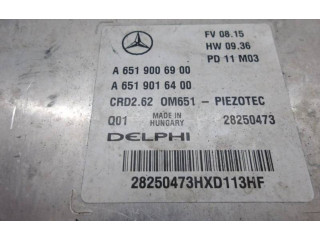 FV 08.15
HW 09.36
PD 11 M03
A 651 900 69 00
A 651 901 64 00
CRD2.62 OM651 - PIEZOTEC
Q01 MADE IN HUNGARY 28250473
DELPHI
28250473HXD113HF